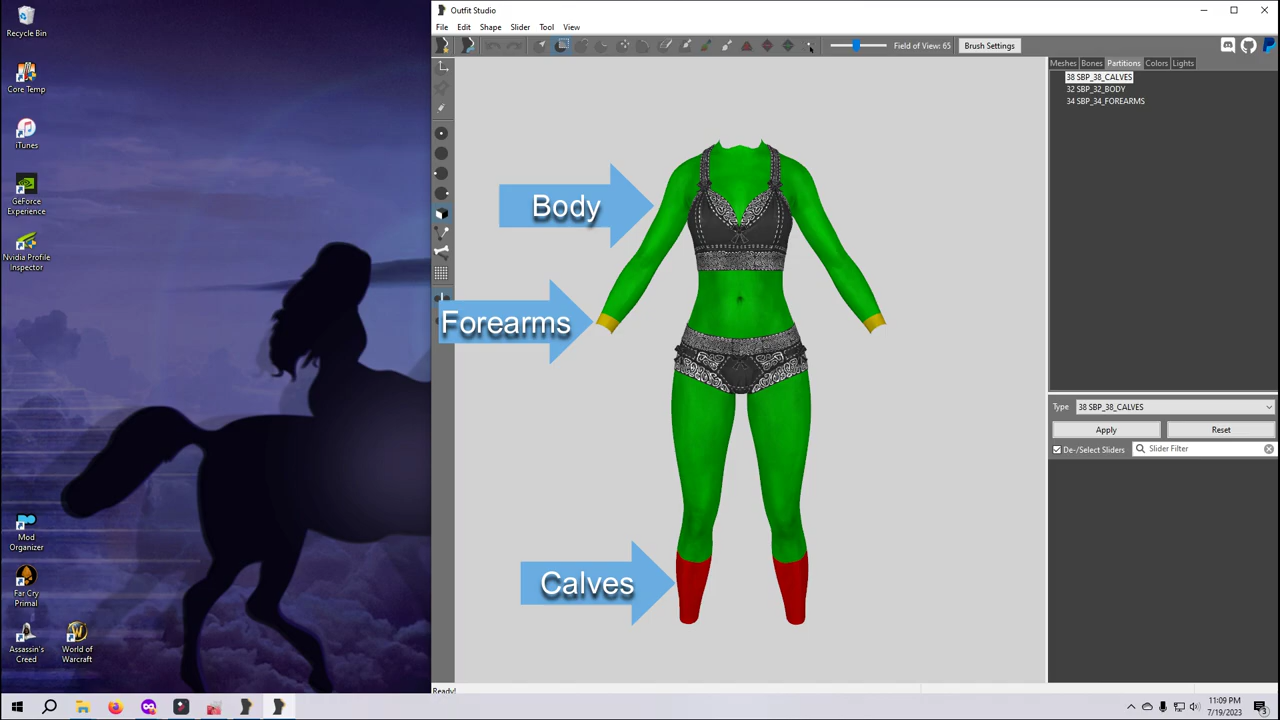 Recycle Bin
Core Temp
iTunes
GeForce
Experience
Nvidia Profile
Inspector
Mod
Organizer
Far Cry
Primal
Assassin's
Creed
World of
Warcraft
Outfit Studio
File Edit Shape Slider Tool View
Field of View: 65
Brush Settings
Meshes Bones Partitions Colors Lights
38 SBP_38_CALVES
32 SBP_32_BODY
34 SBP_34_FOREARMS
Body
Forearms
Calves
Type 38 SBP_38_CALVES
Apply Reset
De-/Select Sliders Slider Filter
Ready!
11:09 PM
7/19/2023
3